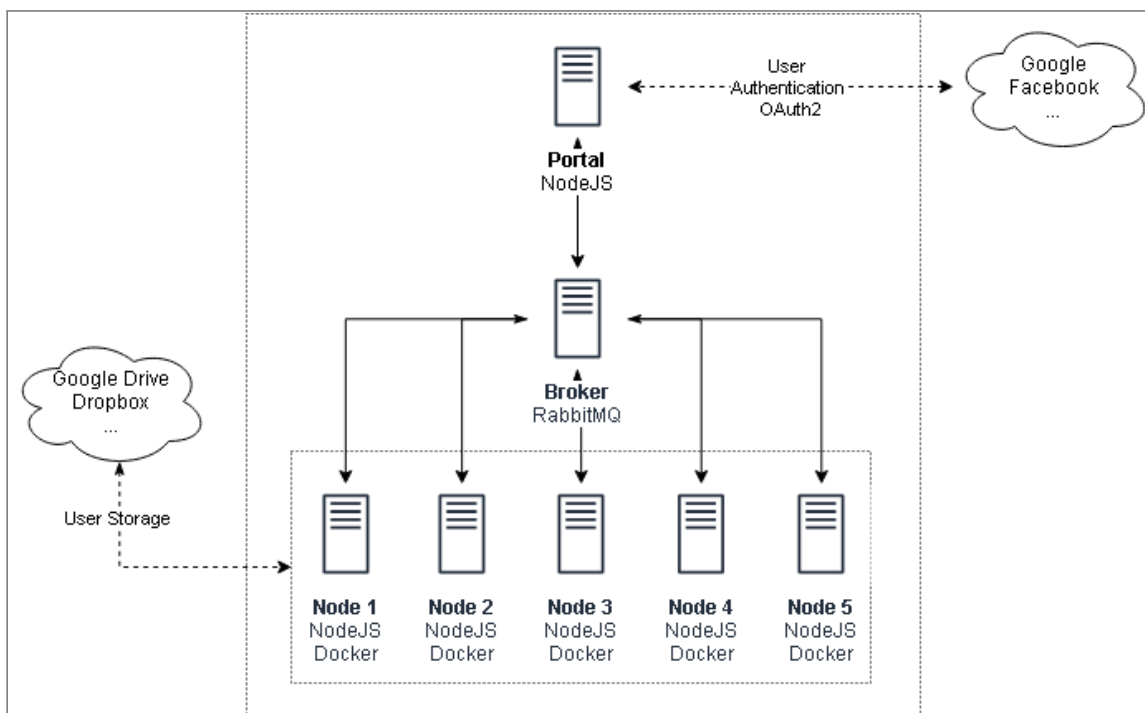 User
Authentication
OAuth2
Google
Facebook
...
Portal
NodeJS
Google Drive
Dropbox
...
Broker
RabbitMQ
User Storage
Node 1
NodeJS
Docker
Node 2
NodeJS
Docker
Node 3
NodeJS
Docker
Node 4
NodeJS
Docker
Node 5
NodeJS
Docker